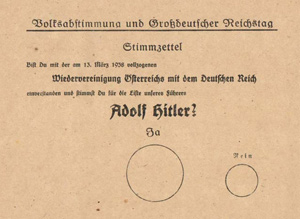 Volksabstimmung und Großdeutscher Reichstag
Stimmzettel
Bist Du mit der am 13. März 1938 vollzogenen
Wiedervereinigung Österreichs mit dem Deutschen Reich
einverstanden und stimmst Du für die Liste unseres Führers
Adolf Hitler?
Ja
Nein